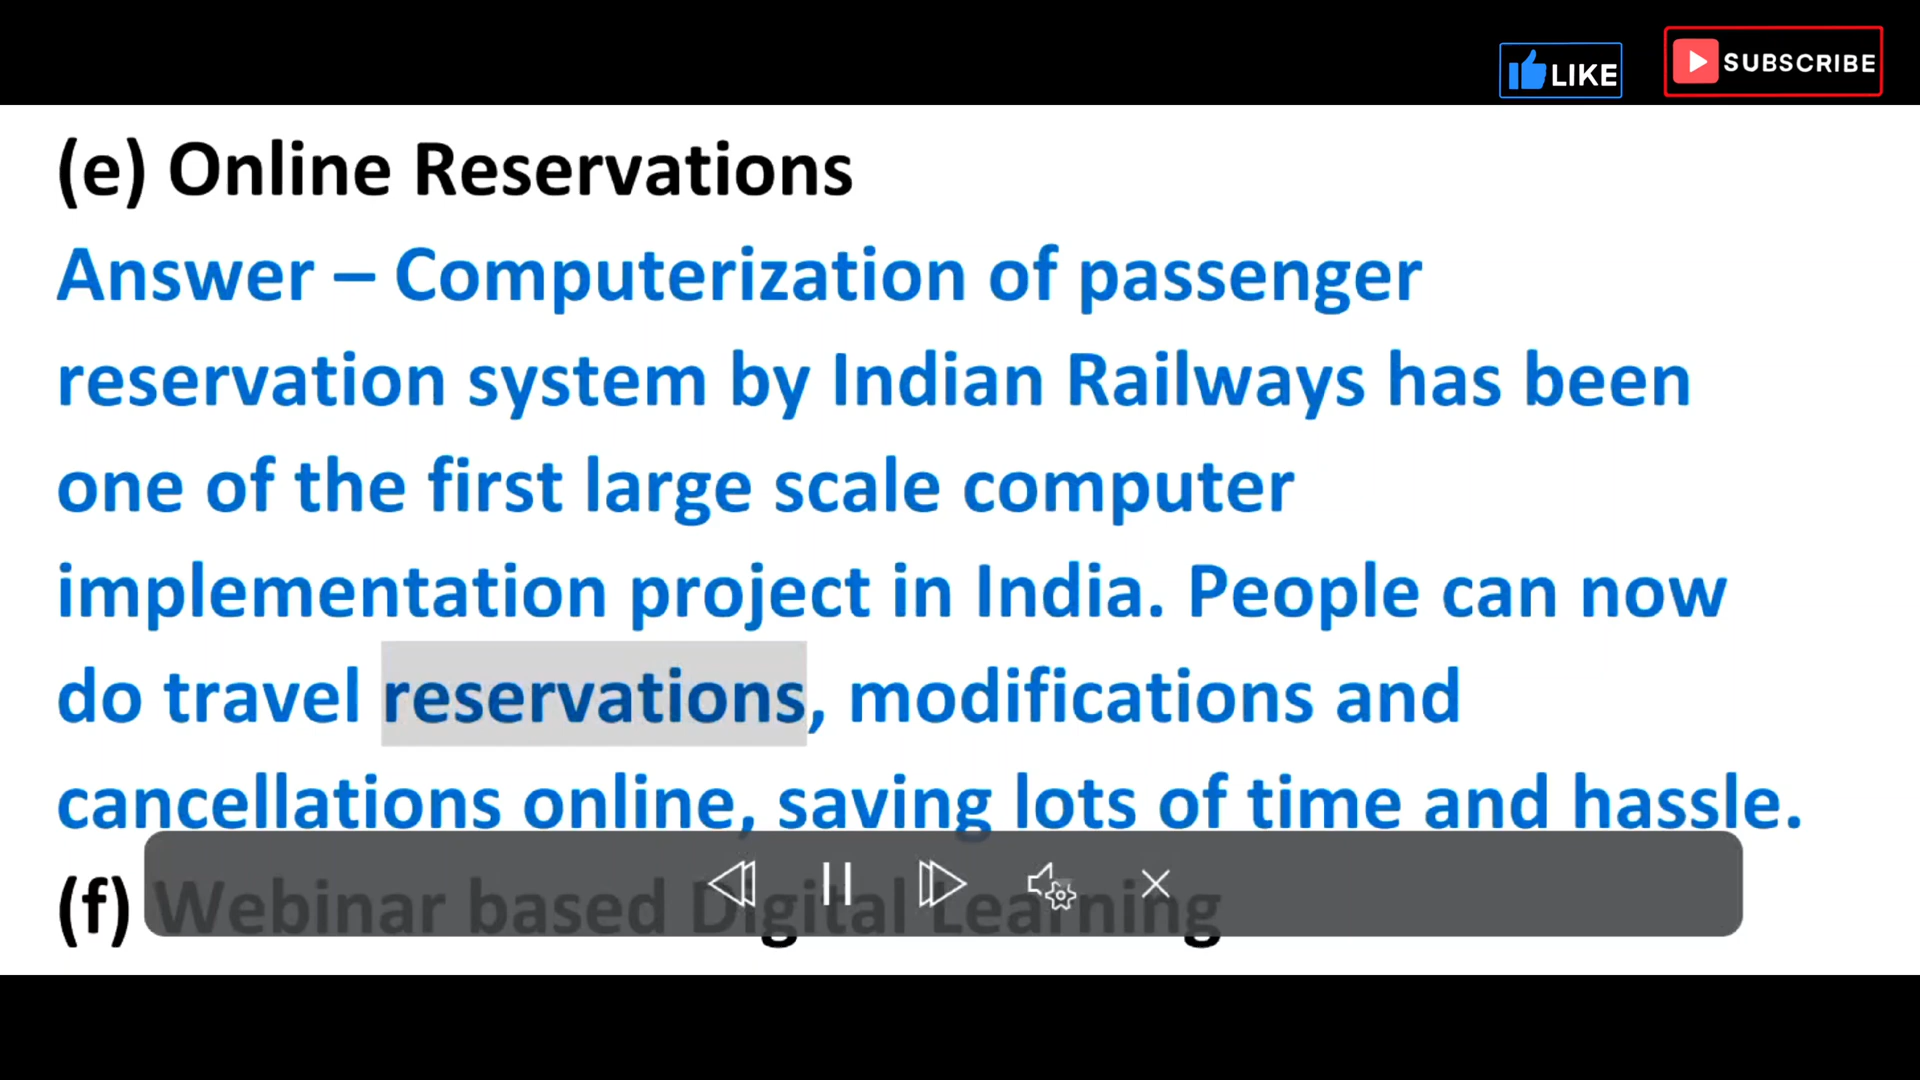 LIKE
SUBSCRIBE
(e) Online Reservations
Answer – Computerization of passenger
reservation system by Indian Railways has been
one of the first large scale computer
implementation project in India. People can now
do travel reservations, modifications and
cancellations online, saving lots of time and hassle.
(f) Webinar based Digital Learning